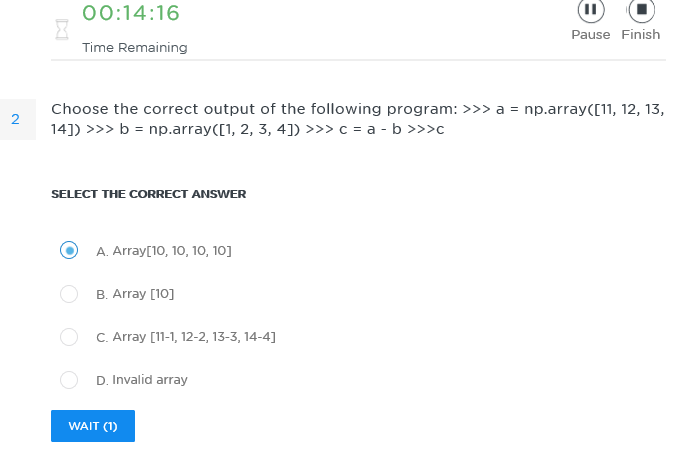 00:14:16
Time Remaining
Pause Finish
2
Choose the correct output of the following program: >>> a = np.array([11, 12, 13,
14]) >>> b = np.array([1, 2, 3, 4]) >>> c = a - b >>>c
SELECT THE CORRECT ANSWER
A. Array[10, 10, 10, 10]
B. Array [10]
C. Array [11-1, 12-2, 13-3, 14-4]
D. Invalid array
WAIT (1)